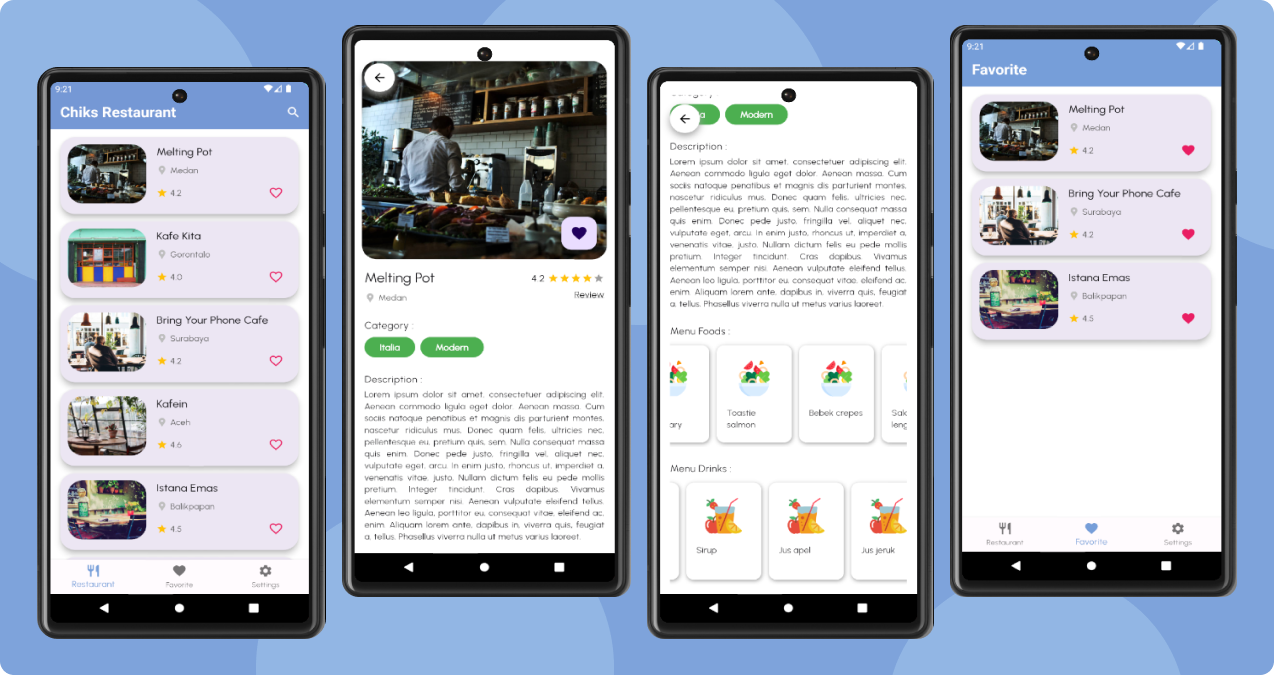 9:21
Chiks Restaurant
Melting Pot
Medan
4.2
Kafe Kita
Gorontalo
4.0
Bring Your Phone Cafe
Surabaya
4.2
Kafein
Aceh
4.6
Istana Emas
Balikpapan
4.5
Restaurant
Favorite
Settings
Melting Pot
4.2
Medan
Review
Category :
Italia
Modern
Description :
Lorem ipsum dolor sit amet, consectetuer adipiscing elit.
Aenean commodo ligula eget dolor. Aenean massa. Cum
sociis natoque penatibus et magnis dis parturient montes,
nascetur ridiculus mus. Donec quam felis, ultricies nec,
pellentesque eu, pretium quis, sem. Nulla consequat massa
quis enim. Donec pede justo, fringilla vel, aliquet nec,
vulputate eget, arcu. In enim justo, rhoncus ut, imperdiet a,
venenatis vitae, justo. Nullam dictum felis eu pede mollis
pretium. Integer tincidunt. Cras dapibus. Vivamus
elementum semper nisi. Aenean vulputate eleifend tellus.
Aenean leo ligula, porttitor eu, consequat vitae, eleifend ac,
enim. Aliquam lorem ante, dapibus in, viverra quis, feugiat
a, tellus. Phasellus viverra nulla ut metus varius laoreet.
a
Modern
Description :
Lorem ipsum dolor sit amet, consectetuer adipiscing elit.
Aenean commodo ligula eget dolor. Aenean massa. Cum
sociis natoque penatibus et magnis dis parturient montes,
nascetur ridiculus mus. Donec quam felis, ultricies nec,
pellentesque eu, pretium quis, sem. Nulla consequat massa
quis enim. Donec pede justo, fringilla vel, aliquet nec,
vulputate eget, arcu. In enim justo, rhoncus ut, imperdiet a,
venenatis vitae, justo. Nullam dictum felis eu pede mollis
pretium. Integer tincidunt. Cras dapibus. Vivamus
elementum semper nisi. Aenean vulputate eleifend tellus.
Aenean leo ligula, porttitor eu, consequat vitae, eleifend ac,
enim. Aliquam lorem ante, dapibus in, viverra quis, feugiat
a, tellus. Phasellus viverra nulla ut metus varius laoreet.
Menu Foods :
ary
Toastie
salmon
Bebek crepes
Sala
leng
Menu Drinks :
Sirup
Jus apel
Jus jeruk
9:21
Favorite
Melting Pot
Medan
4.2
Bring Your Phone Cafe
Surabaya
4.2
Istana Emas
Balikpapan
4.5
Restaurant
Favorite
Settings